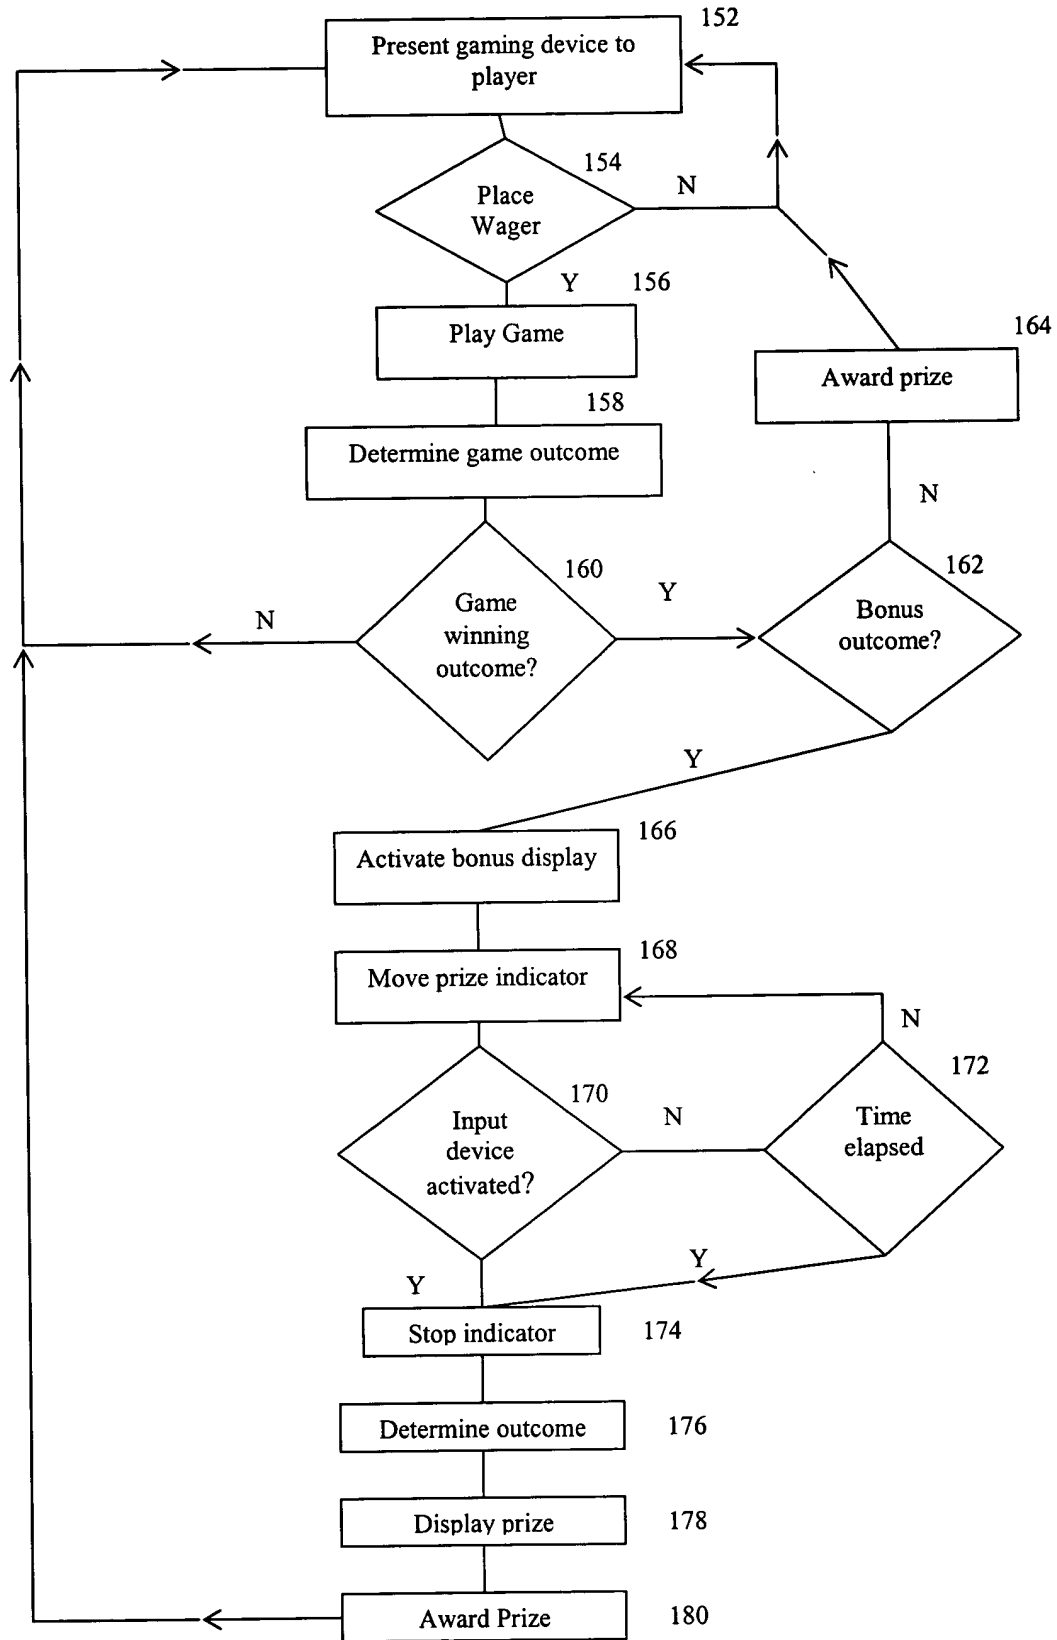 152
Present gaming device to
player
154
Place
Wager
N
Y
156
Play Game
164
Award prize
158
Determine game outcome
N
160
162
Game
winning
outcome?
N
Y
Bonus
outcome?
Y
166
Activate bonus display
168
Move prize indicator
N
172
170
Input
device
activated?
N
Time
elapsed
Y
Y
Stop indicator
174
Determine outcome
176
Display prize
178
Award Prize
180